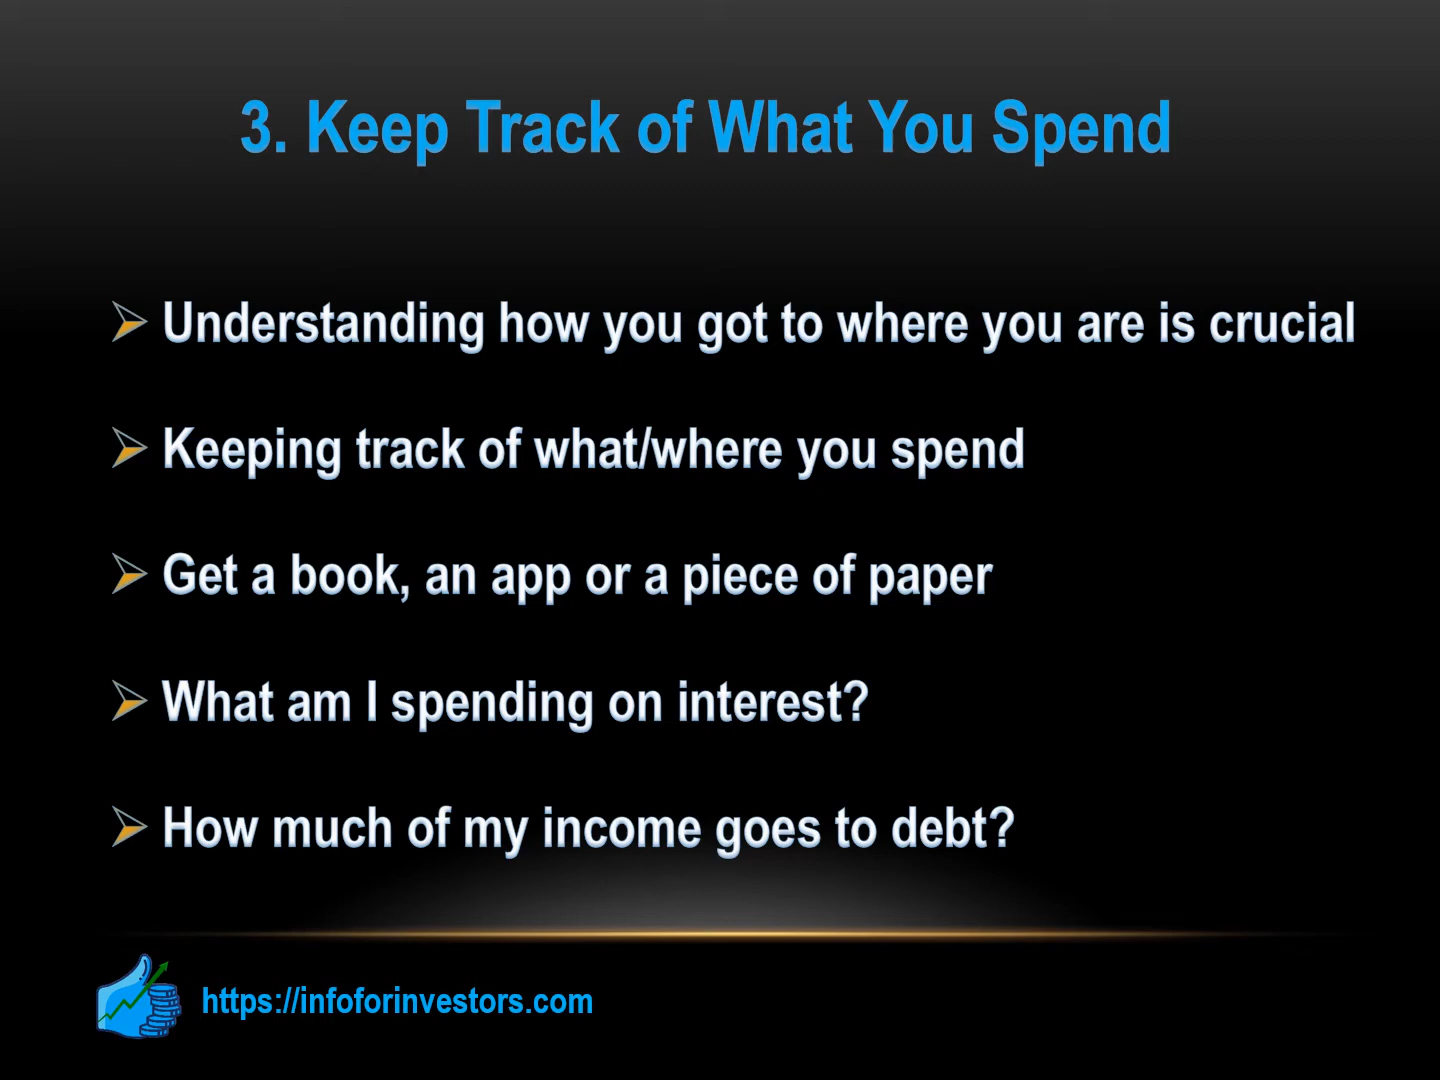 3. Keep Track of What You Spend
Understanding how you got to where you are is crucial
Keeping track of what/where you spend
Get a book, an app or a piece of paper
What am I spending on interest?
How much of my income goes to debt?
https://infoforinvestors.com